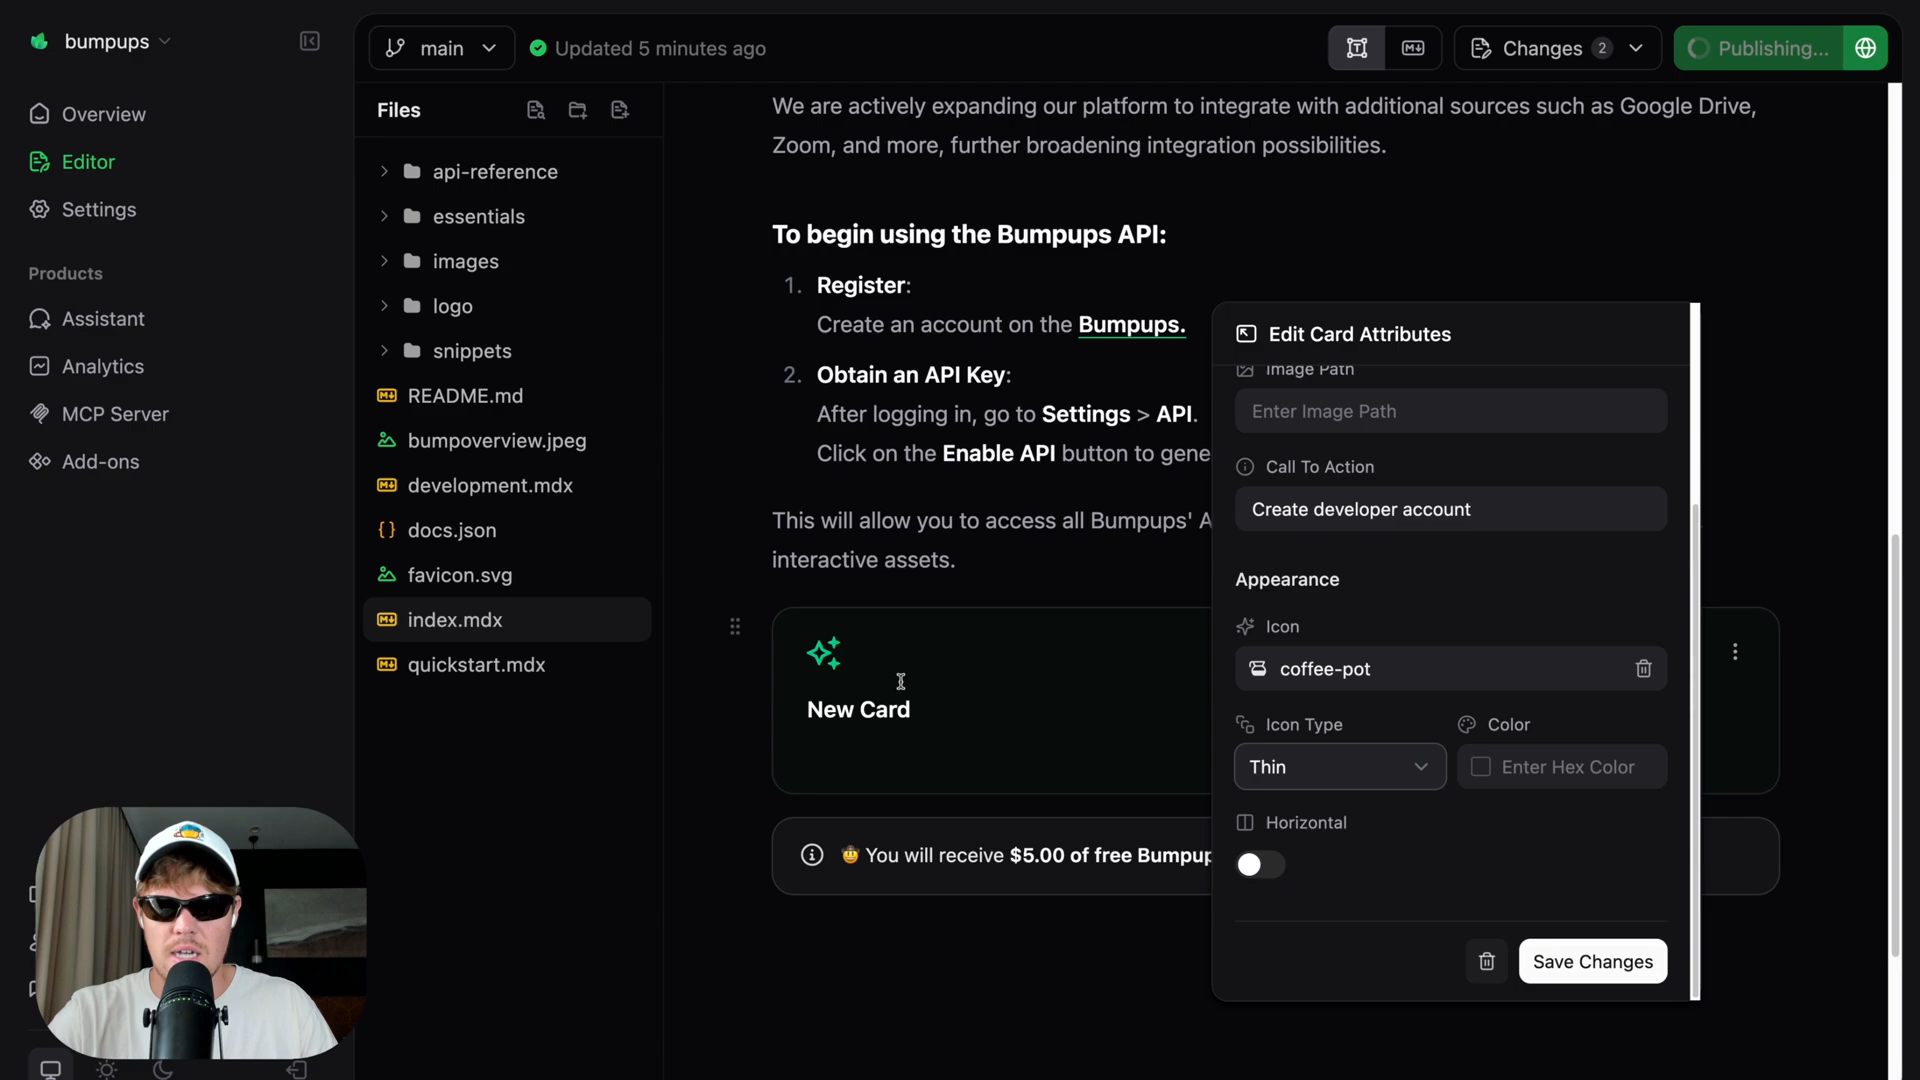 bumpups
Overview
Editor
Settings
Products
Assistant
Analytics
MCP Server
Add-ons
main
Updated 5 minutes ago
Changes 2
Publishing...
Files
api-reference
essentials
images
logo
snippets
README.md
bumpoverview.jpeg
development.mdx
docs.json
favicon.svg
index.mdx
quickstart.mdx
We are actively expanding our platform to integrate with additional sources such as Google Drive,
Zoom, and more, further broadening integration possibilities.
To begin using the Bumpups API:
1. Register:
Create an account on the Bumpups.
2. Obtain an API Key:
After logging in, go to Settings > API.
Click on the Enable API button to gene
This will allow you to access all Bumpups' A
interactive assets.
New Card
🤠 You will receive $5.00 of free Bumpup
Edit Card Attributes
Image Path
Enter Image Path
Call To Action
Create developer account
Appearance
Icon
coffee-pot
Icon Type
Color
Thin
Enter Hex Color
Horizontal
Save Changes